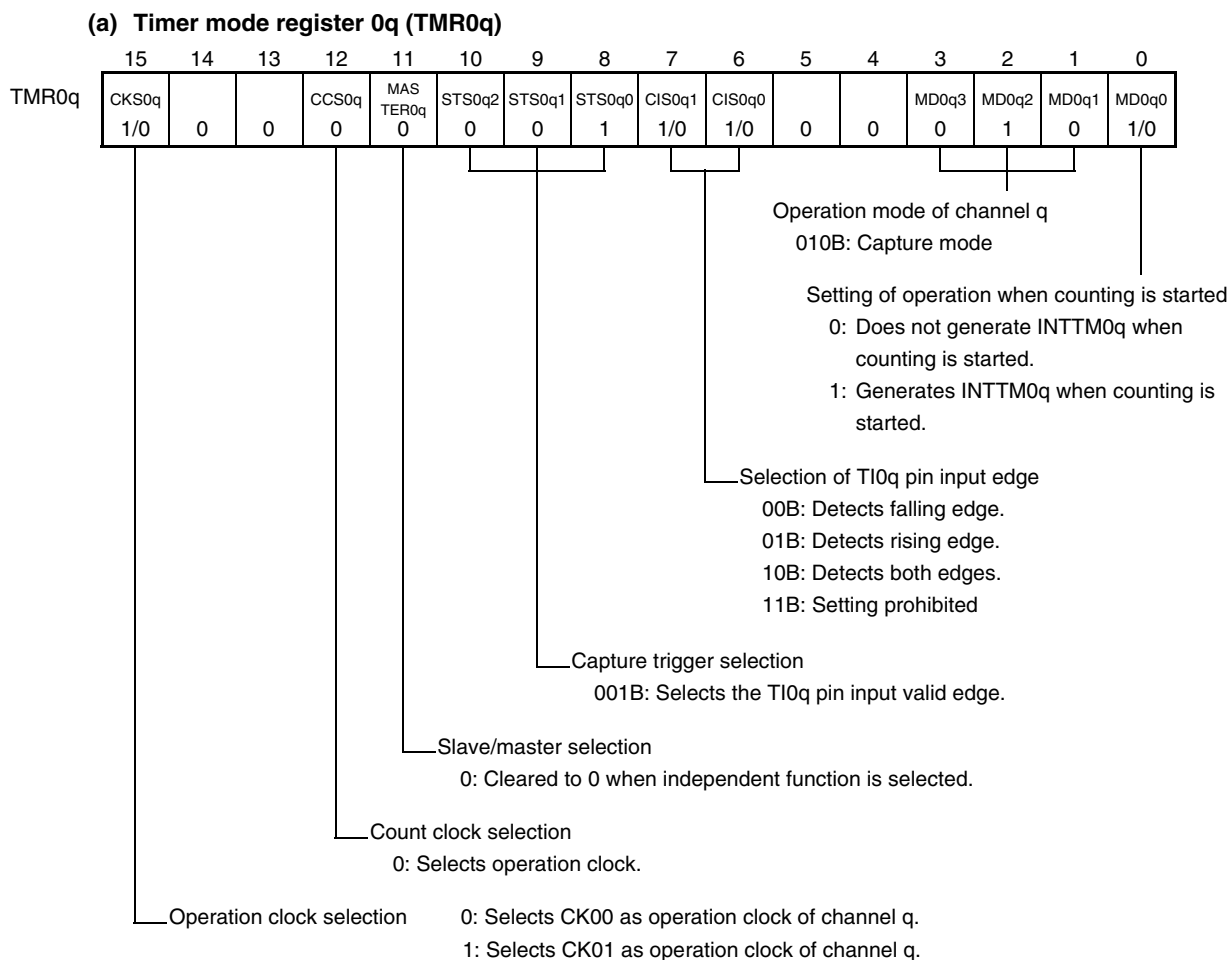 (a) Timer mode register 0q (TMR0q)
15 14 13 12 11 10 9 8 7 6 5 4 3 2 1 0
TMR0q CKS0q CCS0q MAS TER0q STS0q2 STS0q1 STS0q0 CIS0q1 CIS0q0 MD0q3 MD0q2 MD0q1 MD0q0
1/0 0 0 0 0 0 0 1 1/0 1/0 0 0 0 1 0 1/0
Operation mode of channel q
010B: Capture mode
Setting of operation when counting is started
0: Does not generate INTTM0q when
counting is started.
1: Generates INTTM0q when counting is
started.
Selection of TI0q pin input edge
00B: Detects falling edge.
01B: Detects rising edge.
10B: Detects both edges.
11B: Setting prohibited
Capture trigger selection
001B: Selects the TI0q pin input valid edge.
Slave/master selection
0: Cleared to 0 when independent function is selected.
Count clock selection
0: Selects operation clock.
Operation clock selection 0: Selects CK00 as operation clock of channel q.
1: Selects CK01 as operation clock of channel q.